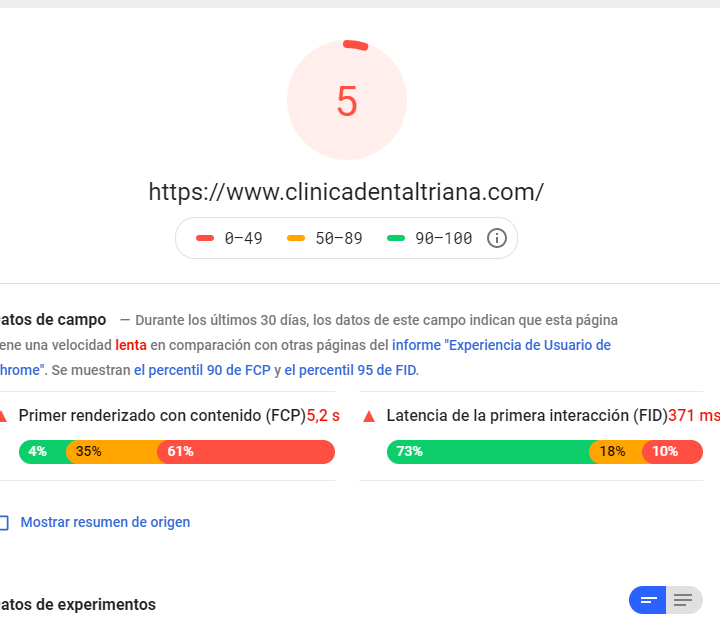 5
https://www.clinicadentaltriana.com/
0–49 50–89 90–100
atos de campo — Durante los últimos 30 días, los datos de este campo indican que esta página
ene una velocidad lenta en comparación con otras páginas del informe "Experiencia de Usuario de
hrome". Se muestran el percentil 90 de FCP y el percentil 95 de FID.
Primer renderizado con contenido (FCP)5,2 s
4% 35% 61%
Latencia de la primera interacción (FID)371 ms
73% 18% 10%
Mostrar resumen de origen
atos de experimentos